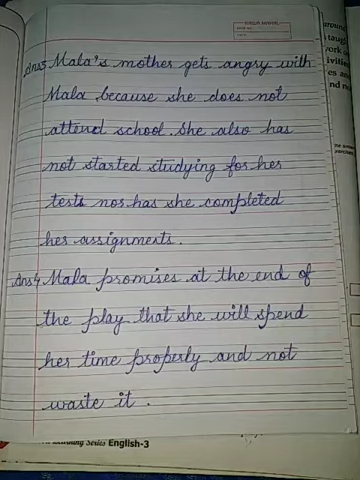 Ans3 Mala's mother gets angry with
Mala because she does not
attend school. She also has
not started studying for her
tests nor has she completed
her assignments.
Ans4 Mala promises at the end of
the play that she will spend
her time properly and not
waste it.
Learning Series English-3